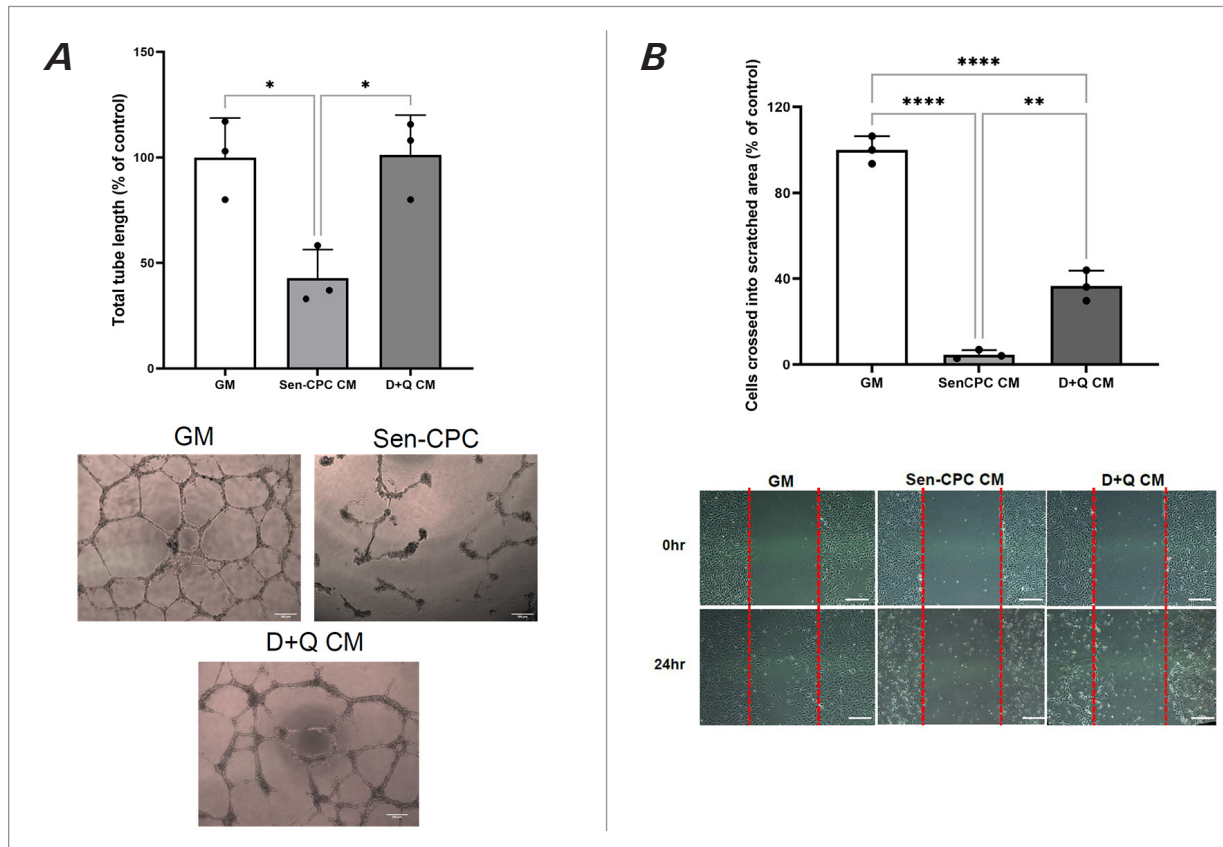 A
Total tube length (% of control)
150
100
50
0
*
*
GM
Sen-CPC CM
D+Q CM
GM
Sen-CPC
D+Q CM
B
Cells crossed into scratched area (% of control)
120
80
40
0
****
****
**
GM
SenCPC CM
D+Q CM
GM
Sen-CPC CM
D+Q CM
0hr
24hr